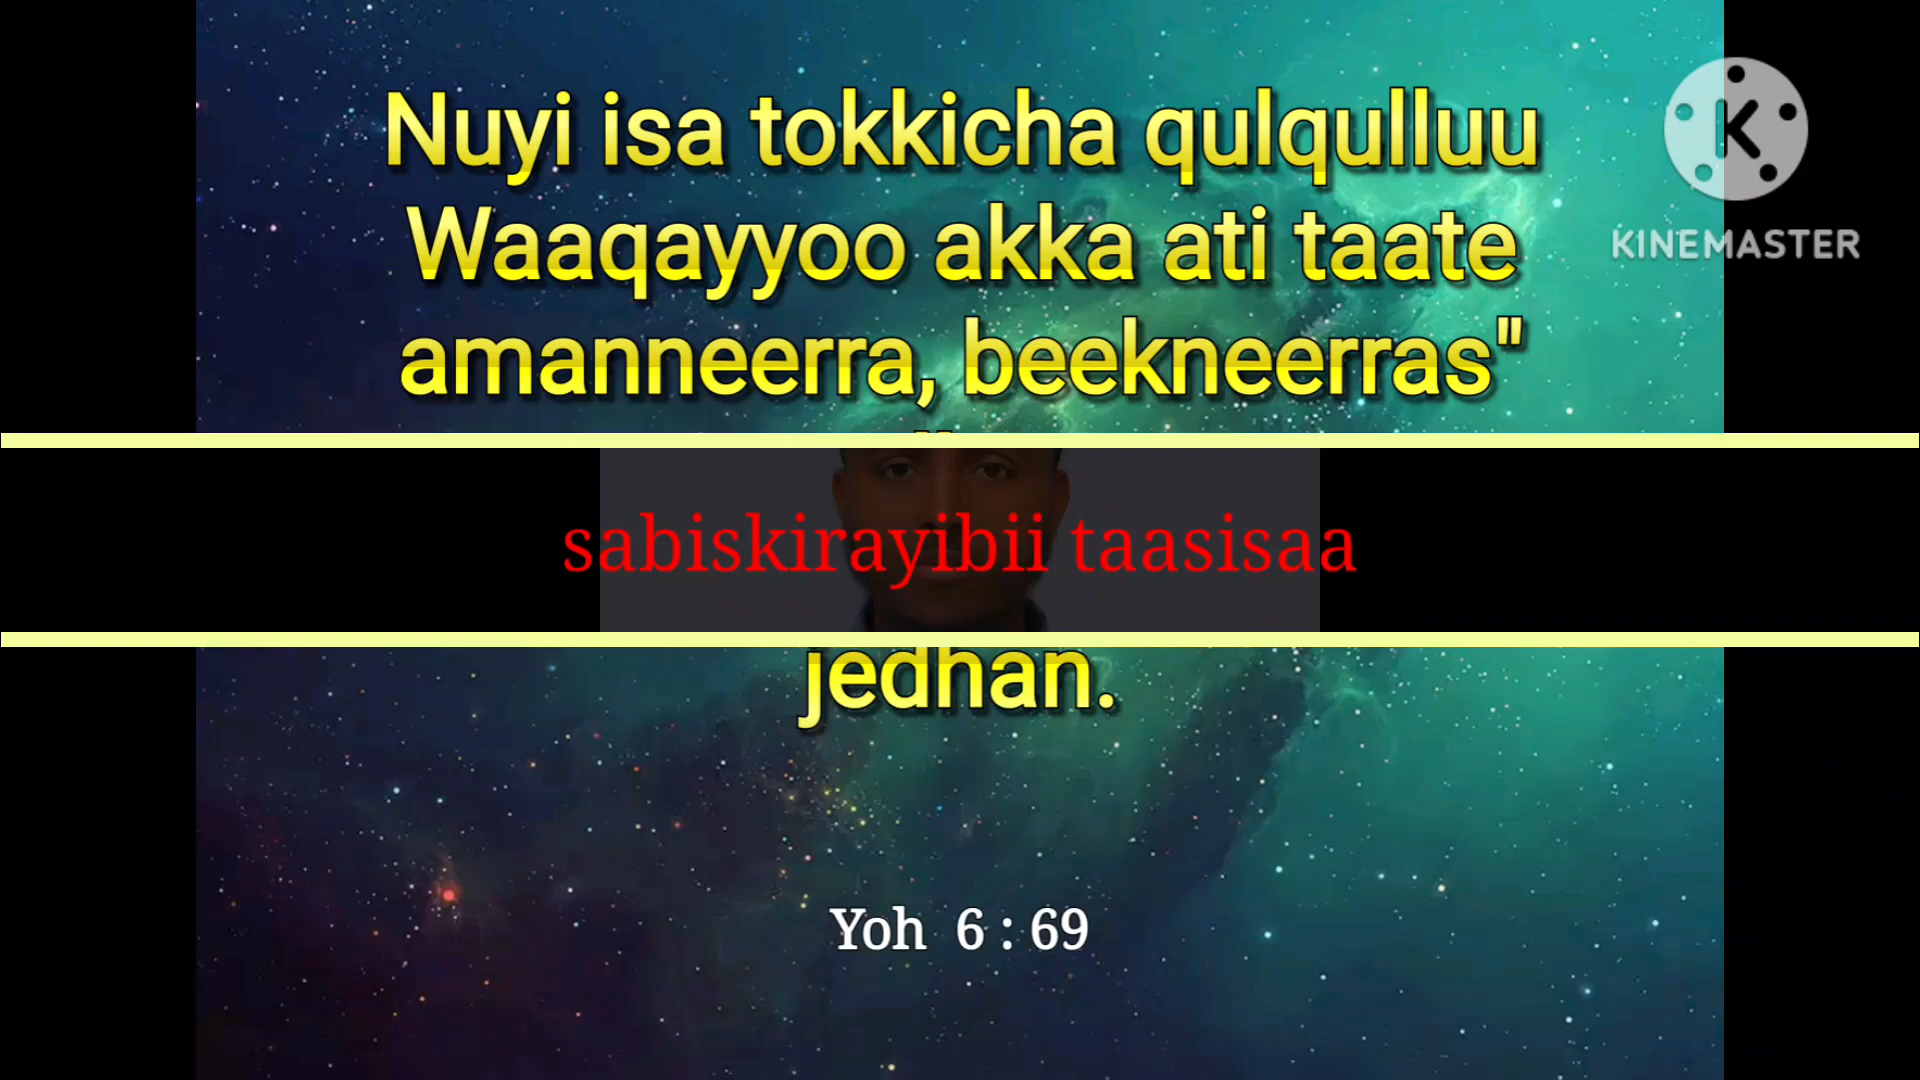 Nuyi isa tokkicha qulqulluu
Waaqayyoo akka ati taate
amanneerra, beekneerras"
KINEMASTER
sabiskirayibii taasisaa
jedhan.
Yoh 6 : 69